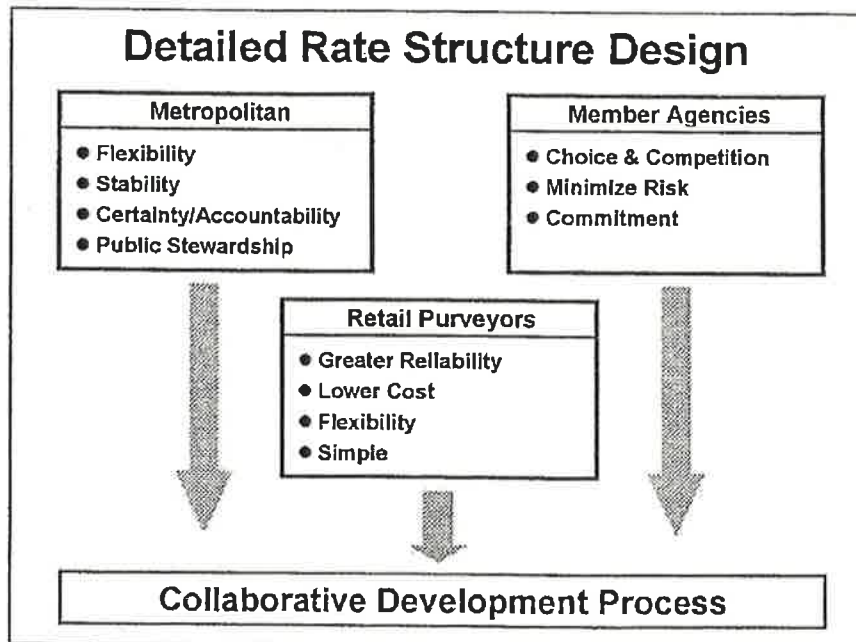 Detailed Rate Structure Design
Metropolitan
● Flexibility
● Stability
● Certainty/Accountability
● Public Stewardship
Member Agencies
● Choice & Competition
● Minimize Risk
● Commitment
Retail Purveyors
● Greater Reliability
● Lower Cost
● Flexibility
● Simple
Collaborative Development Process